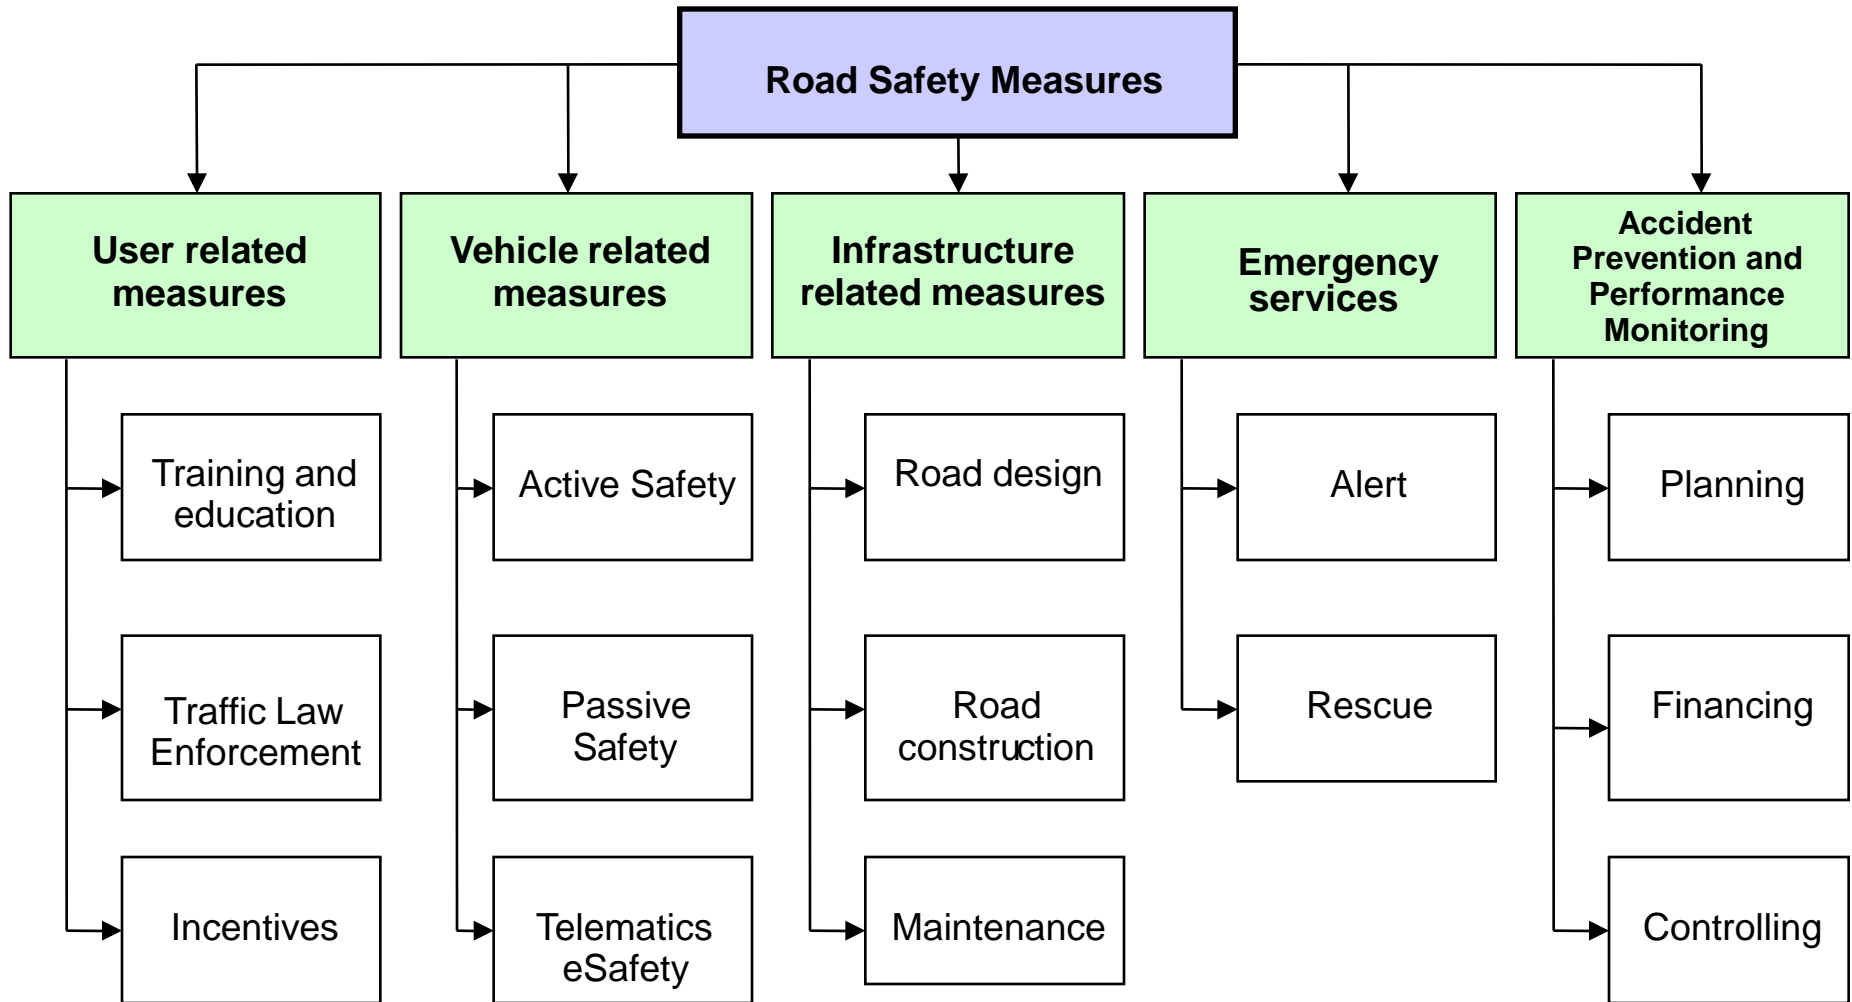 Road Safety Measures
User related
measures
Vehicle related
measures
Infrastructure
related measures
Emergency
services
Accident
Prevention and
Performance
Monitoring
Training and
education
Active Safety
Road design
Alert
Planning
Traffic Law
Enforcement
Passive
Safety
Road
construction
Rescue
Financing
Incentives
Telematics
eSafety
Maintenance
Controlling